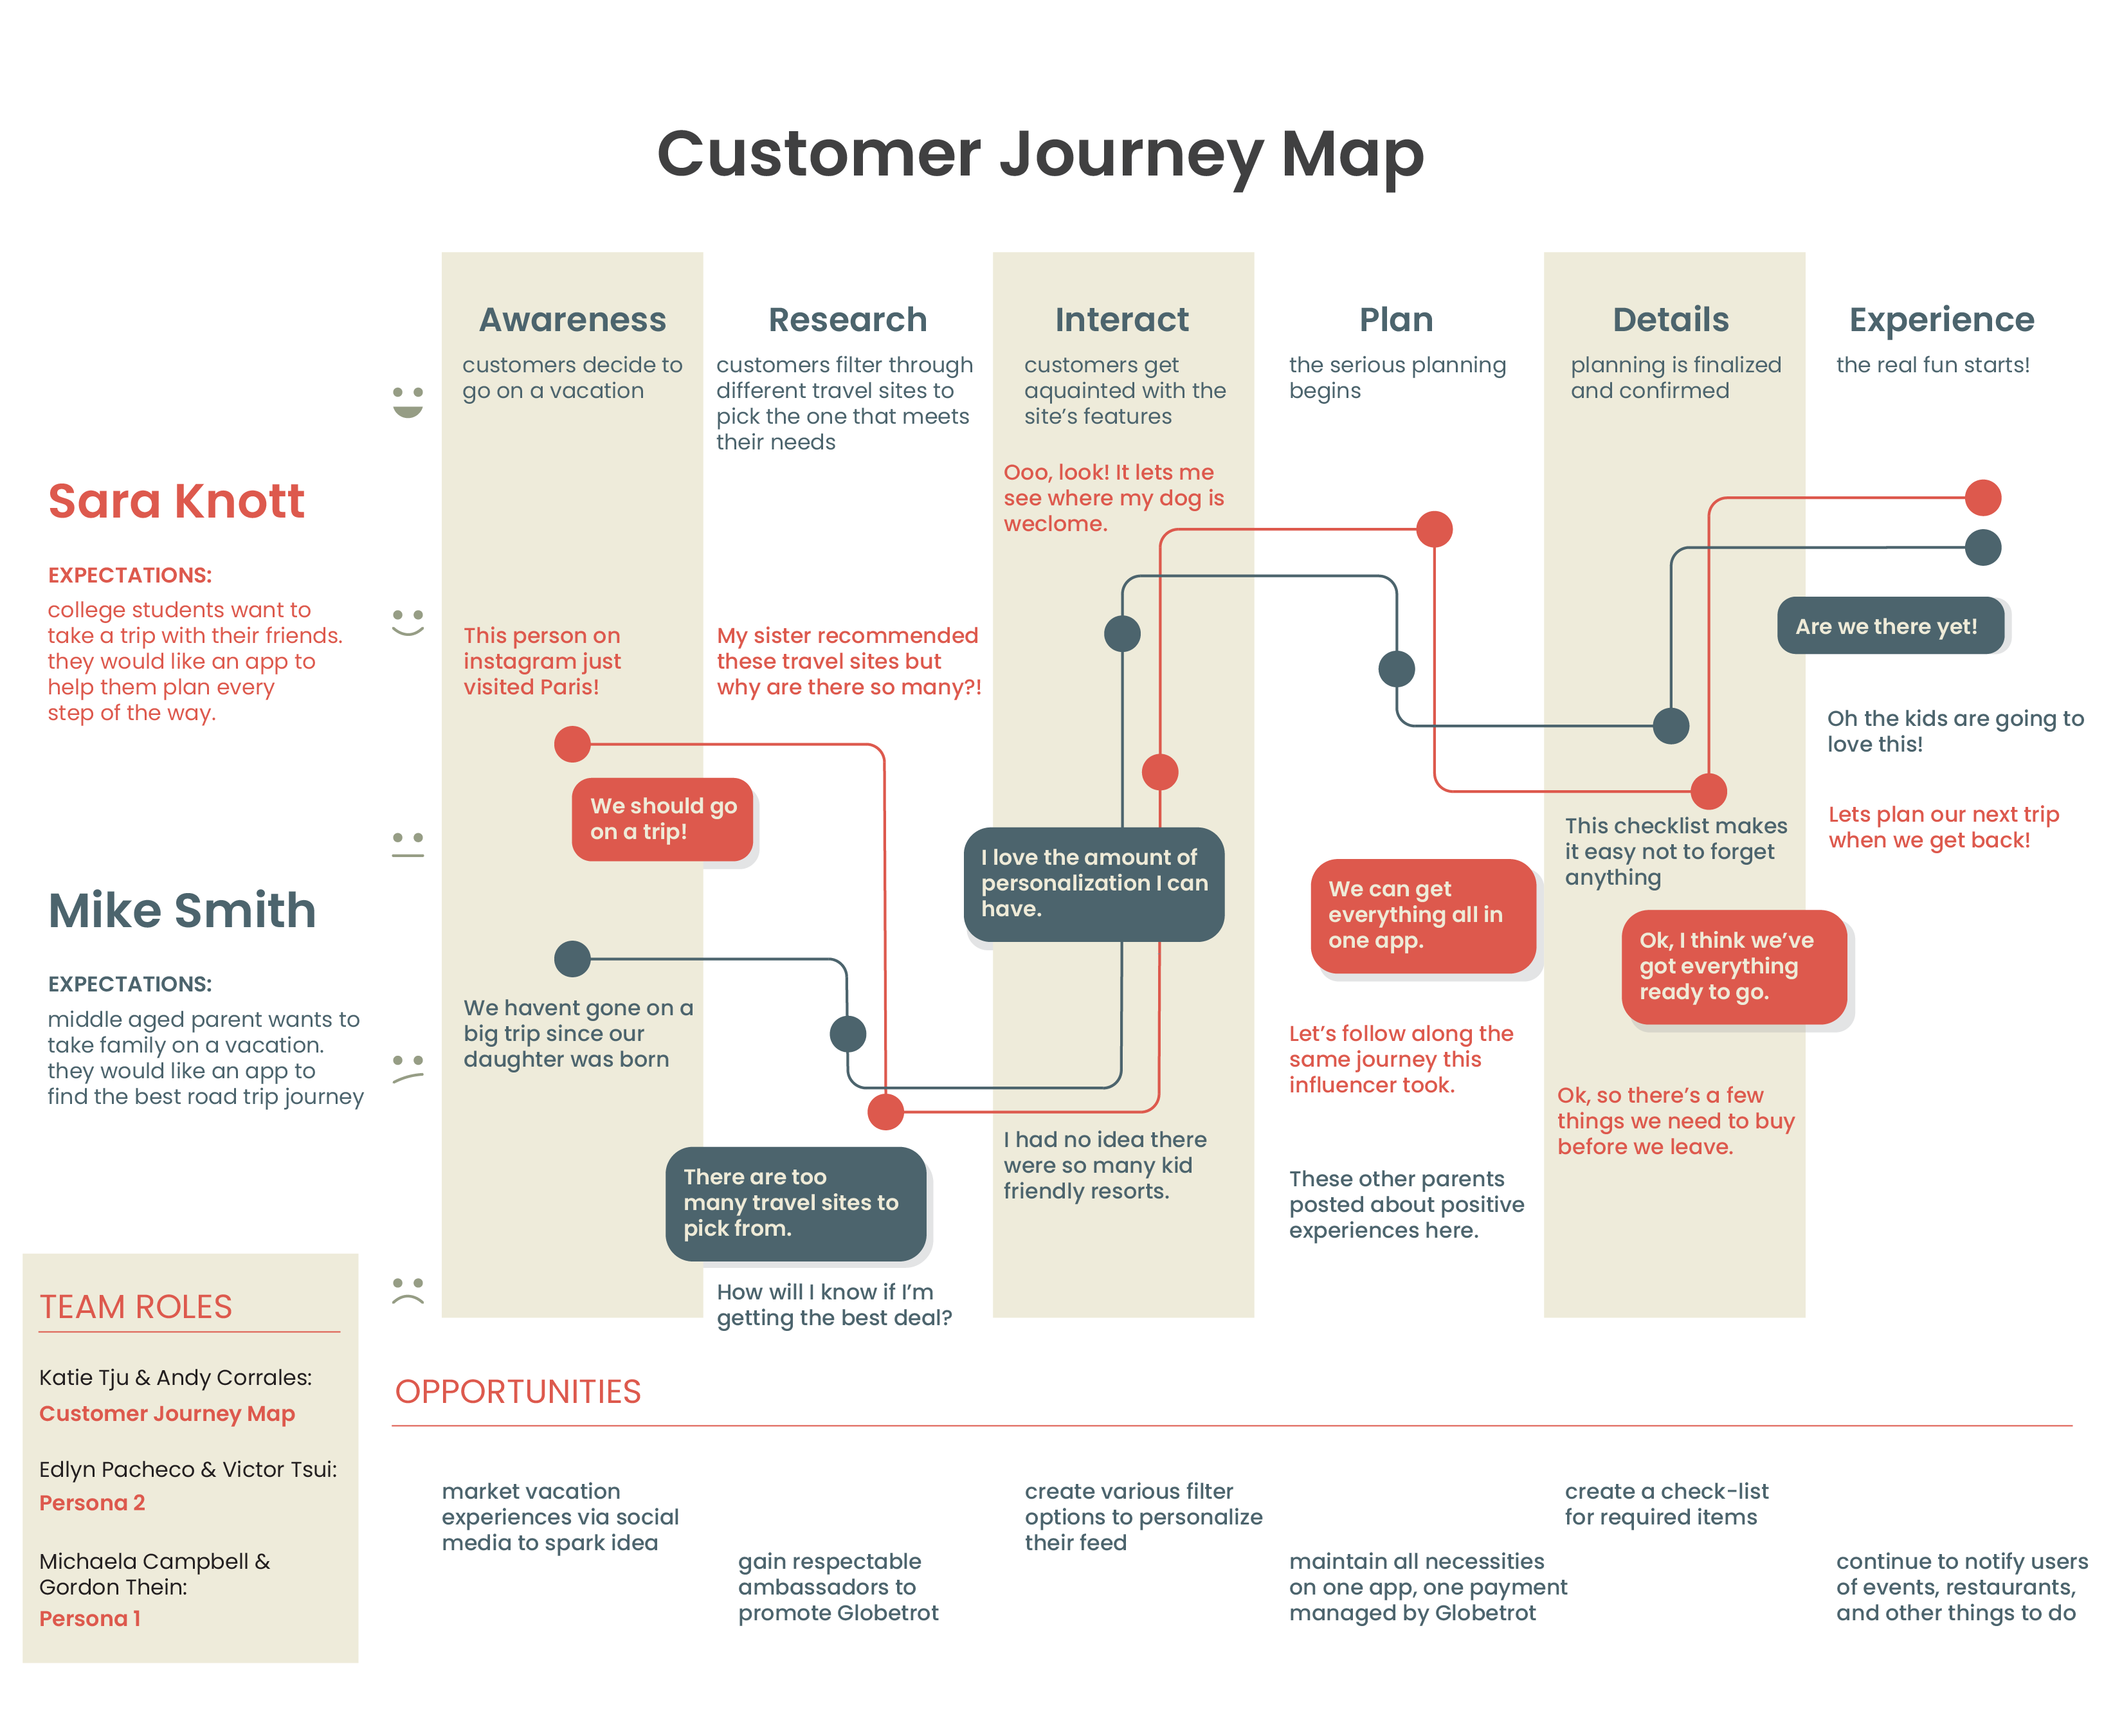 Customer Journey Map
Sara Knott
EXPECTATIONS:
college students want to
take a trip with their friends.
they would like an app to
help them plan every
step of the way.
Mike Smith
EXPECTATIONS:
middle aged parent wants to
take family on a vacation.
they would like an app to
find the best road trip journey
Awareness
customers decide to
go on a vacation
This person on
instagram just
visited Paris!
We should go
on a trip!
We havent gone on a
big trip since our
daughter was born
Research
customers filter through
different travel sites to
pick the one that meets
their needs
My sister recommended
these travel sites but
why are there so many?!
There are too
many travel sites to
pick from.
How will I know if I’m
getting the best deal?
Interact
customers get
aquainted with the
site’s features
Ooo, look! It lets me
see where my dog is
weclome.
I love the amount of
personalization I can
have.
I had no idea there
were so many kid
friendly resorts.
Plan
the serious planning
begins
We can get
everything all in
one app.
Let’s follow along the
same journey this
influencer took.
These other parents
posted about positive
experiences here.
Details
planning is finalized
and confirmed
This checklist makes
it easy not to forget
anything
Ok, I think we’ve
got everything
ready to go.
Ok, so there’s a few
things we need to buy
before we leave.
Experience
the real fun starts!
Are we there yet!
Oh the kids are going to
love this!
Lets plan our next trip
when we get back!
TEAM ROLES
Katie Tju & Andy Corrales:
Customer Journey Map
Edlyn Pacheco & Victor Tsui:
Persona 2
Michaela Campbell &
Gordon Thein:
Persona 1
OPPORTUNITIES
market vacation
experiences via social
media to spark idea
gain respectable
ambassadors to
promote Globetrot
create various filter
options to personalize
their feed
maintain all necessities
on one app, one payment
managed by Globetrot
create a check-list
for required items
continue to notify users
of events, restaurants,
and other things to do